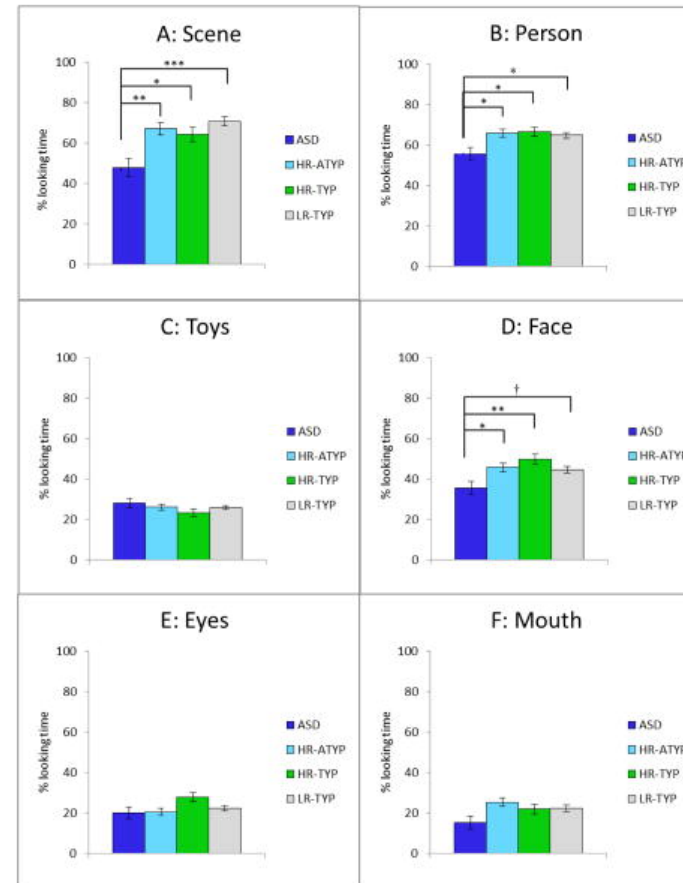 A: Scene
***
*
**
100
80
60
40
20
0
% looking time
ASD
HR-ATYP
HR-TYP
LR-TYP
B: Person
*
*
*
100
80
60
40
20
0
% looking time
ASD
HR-ATYP
HR-TYP
LR-TYP
C: Toys
100
80
60
40
20
0
% looking time
ASD
HR-ATYP
HR-TYP
LR-TYP
D: Face
†
**
*
100
80
60
40
20
0
% looking time
ASD
HR-ATYP
HR-TYP
LR-TYP
E: Eyes
100
80
60
40
20
0
% looking time
ASD
HR-ATYP
HR-TYP
LR-TYP
F: Mouth
100
80
60
40
20
0
% looking time
ASD
HR-ATYP
HR-TYP
LR-TYP